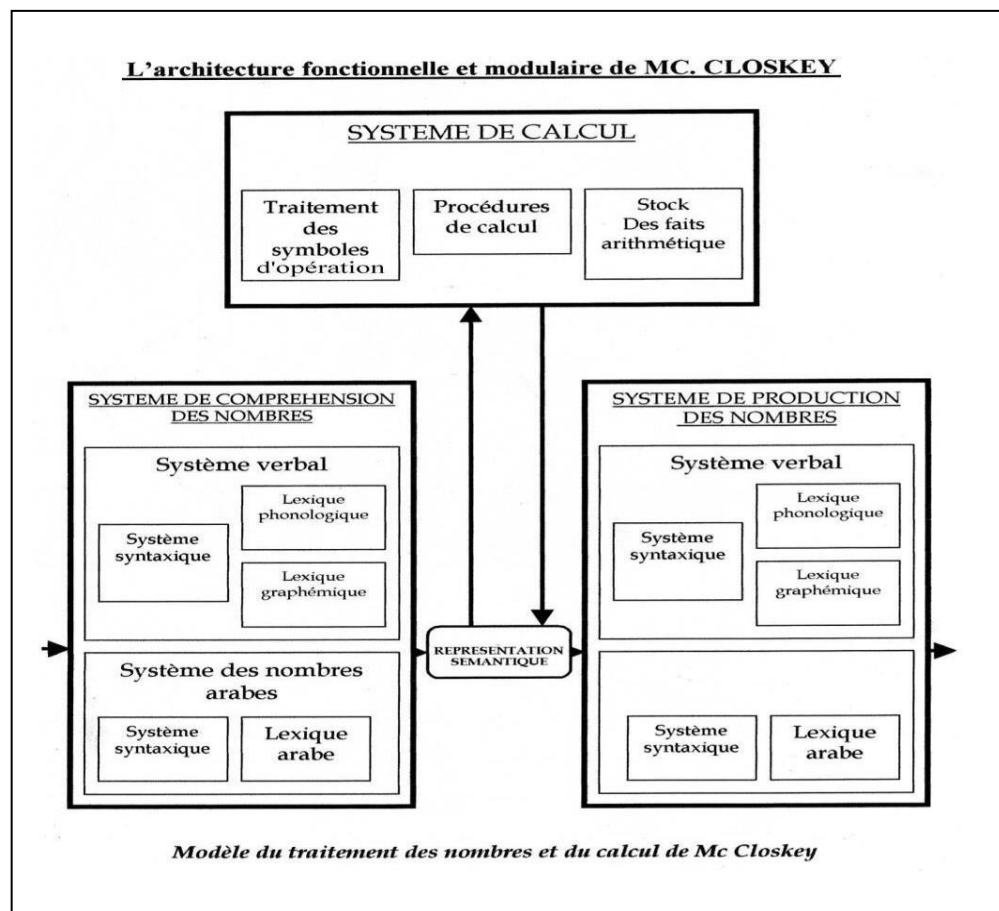 L'architecture fonctionnelle et modulaire de MC. CLOSKEY
SYSTEME DE CALCUL
Traitement
des
symboles
d'opération
Procédures
de calcul
Stock
Des faits
arithmétique
SYSTEME DE COMPREHENSION
DES NOMBRES
Système verbal
Lexique
phonologique
Système
syntaxique
Lexique
graphémique
Système des nombres
arabes
Système
syntaxique
Lexique
arabe
REPRESENTATION
SEMANTIQUE
SYSTEME DE PRODUCTION
DES NOMBRES
Système verbal
Lexique
phonologique
Système
syntaxique
Lexique
graphémique
Système
syntaxique
Lexique
arabe
Modèle du traitement des nombres et du calcul de Mc Closkey